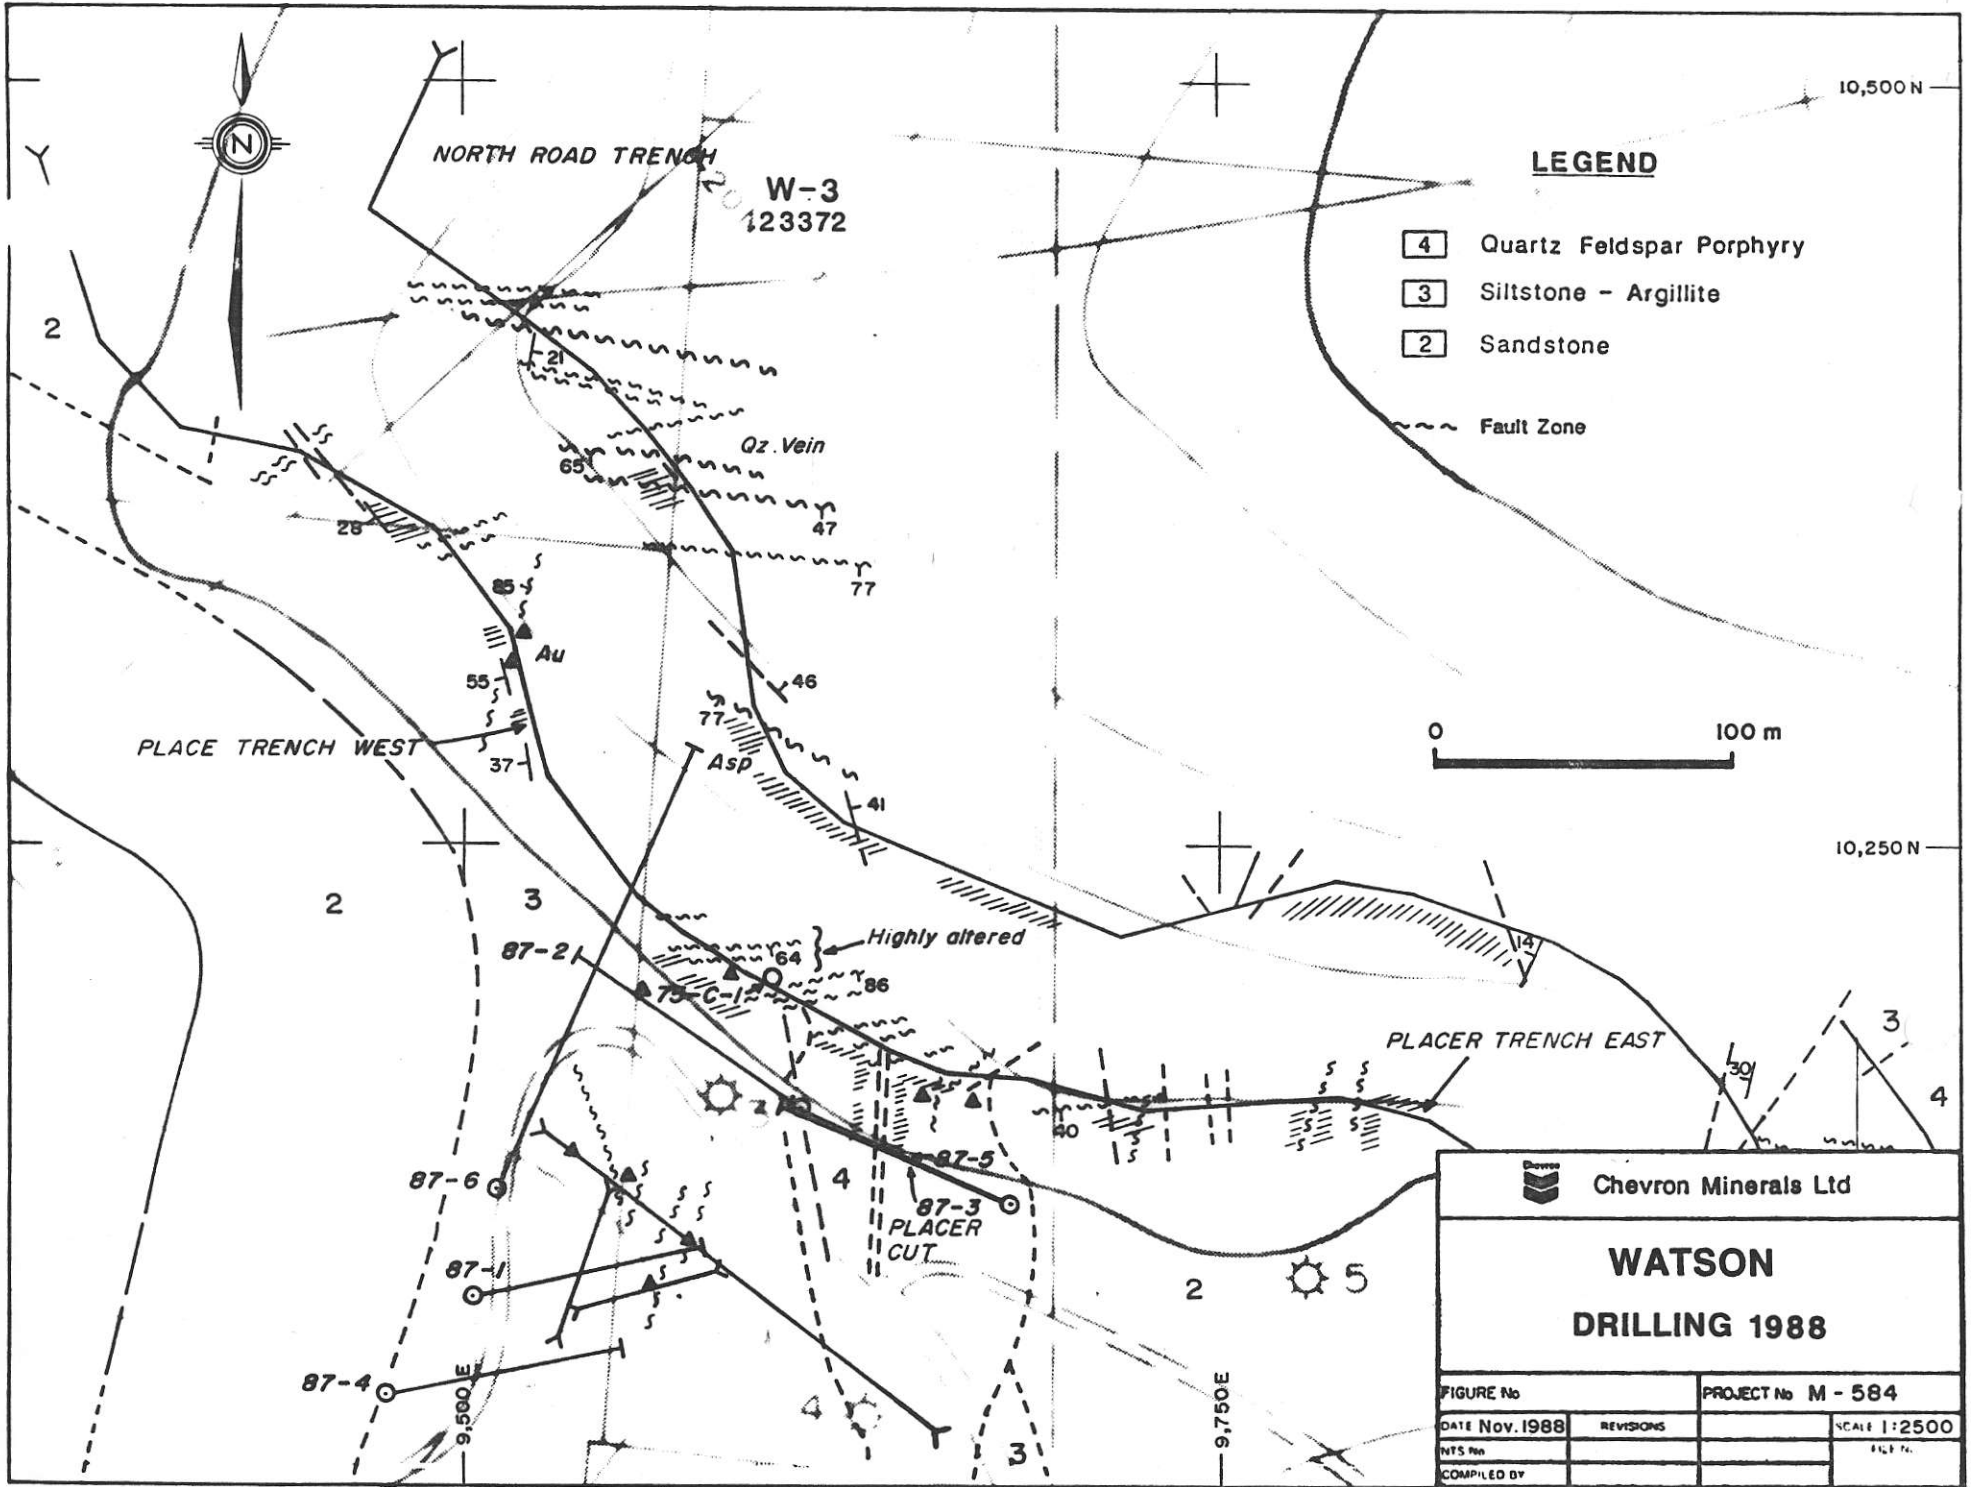 10,500 N
N
NORTH ROAD TRENCH
W-3
123372
LEGEND
4 Quartz Feldspar Porphyry
3 Siltstone - Argillite
2 Sandstone
Fault Zone
2
21
Qz. Vein
65
47
28
77
85
Au
55
46
77
PLACE TRENCH WEST
37
Asp
0 100 m
41
10,250 N
2
3
87-2
Highly altered
64
86
75-C-1
14
PLACER TRENCH EAST
3
30
4
40
87-5
4
87-6
87-3
PLACER
CUT
87-1
2
5
87-4
9,500 E
4
9,750E
3
Chevron
Chevron Minerals Ltd
WATSON
DRILLING 1988
FIGURE No
PROJECT No M - 584
DATE Nov. 1988
REVISIONS
SCALE 1:2500
NTS No
COMPILED BY